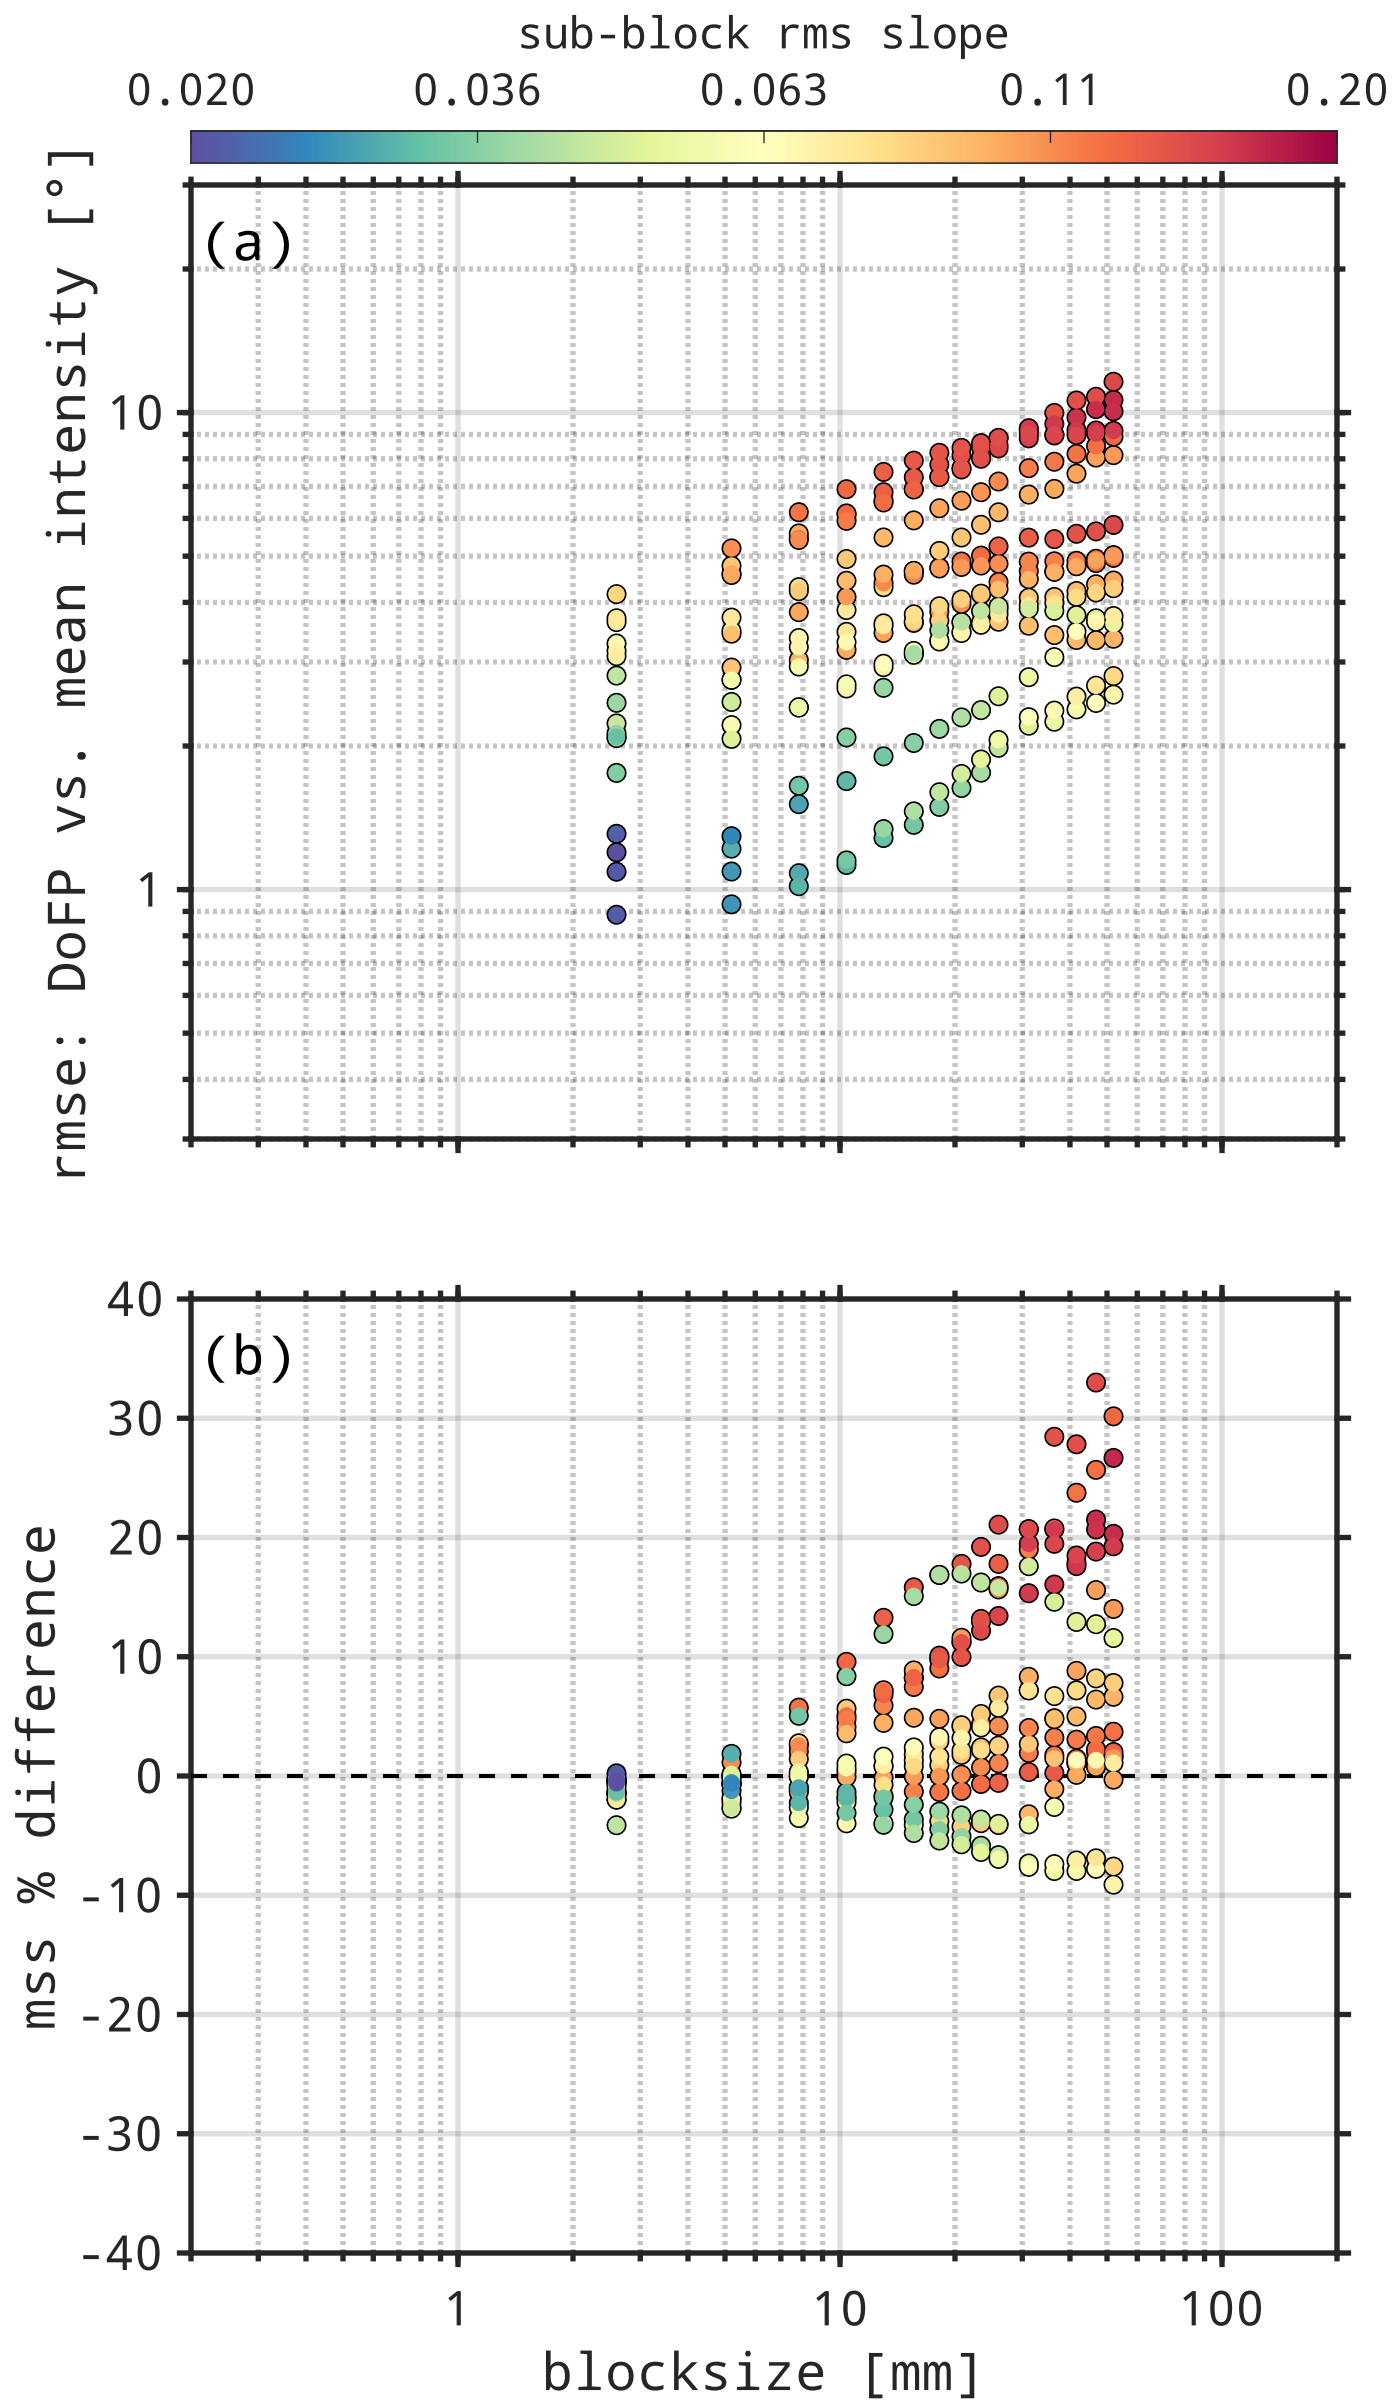 sub-block rms slope
0.020 0.036 0.063 0.11 0.20
rmse: DoFP vs. mean intensity [°]
(a)
10
1
mss % difference
(b)
40
30
20
10
0
-10
-20
-30
-40
1 10 100
blocksize [mm]